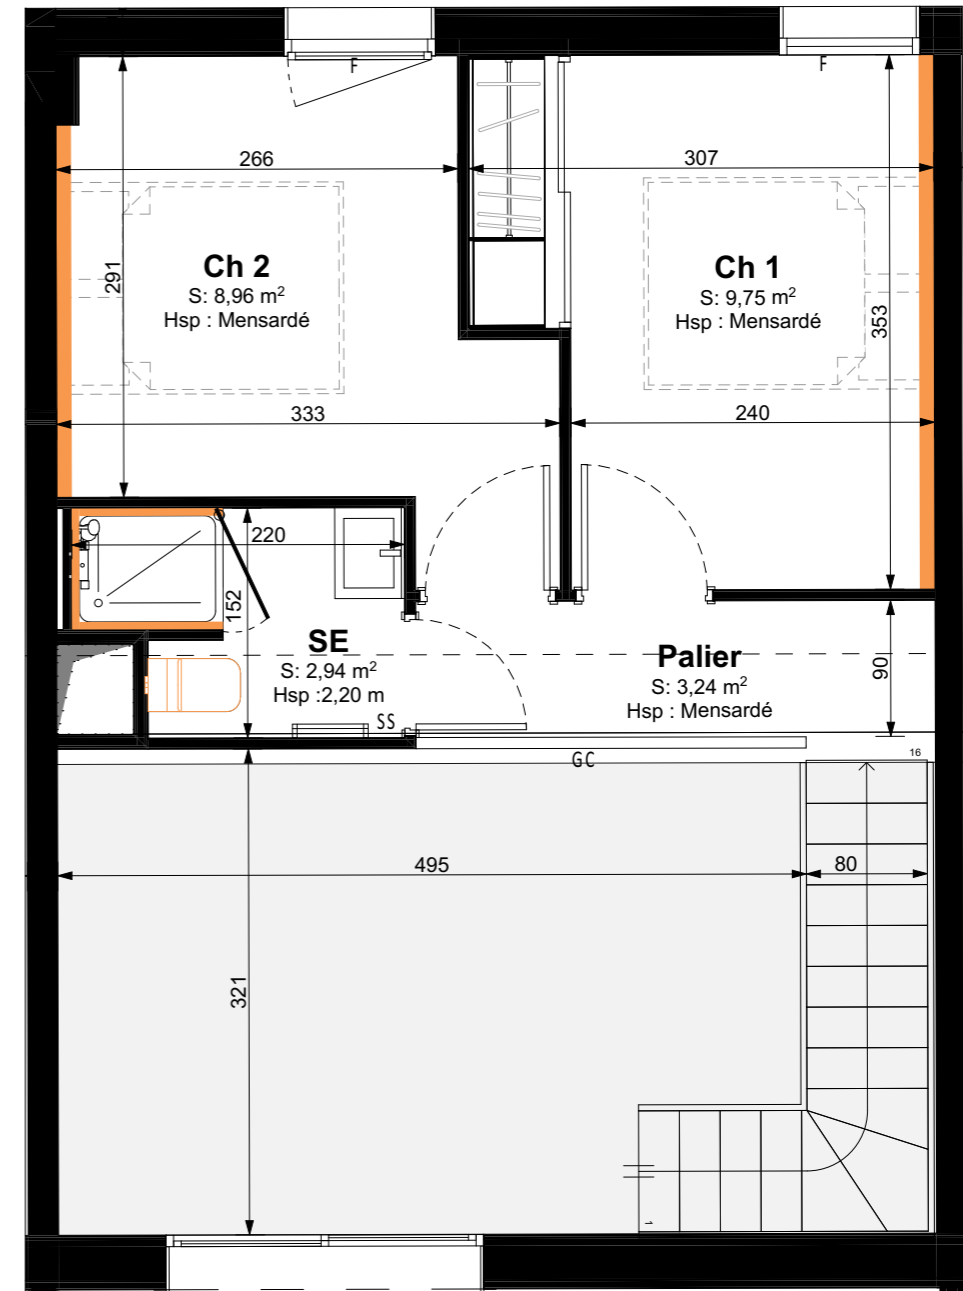 F
F
266
307
Ch 2
S: 8,96 m²
Hsp : Mensardé
Ch 1
S: 9,75 m²
Hsp : Mensardé
291
353
333
240
220
152
SE
S: 2,94 m²
Hsp :2,20 m
Palier
S: 3,24 m²
Hsp : Mensardé
90
SS
GC
16
495
80
321
1